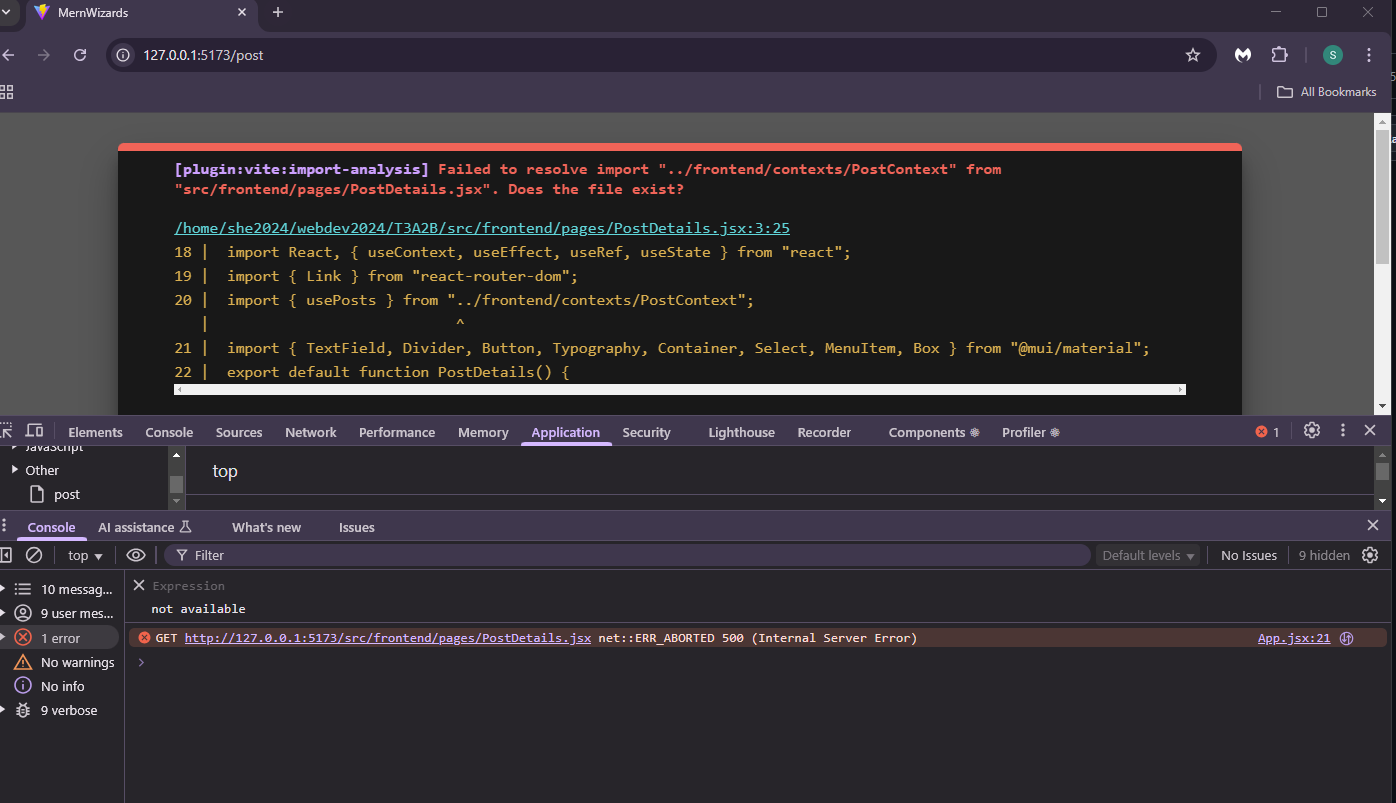 MernWizards
127.0.0.1:5173/post
S
All Bookmarks
[plugin:vite:import-analysis] Failed to resolve import "../frontend/contexts/PostContext" from
"src/frontend/pages/PostDetails.jsx". Does the file exist?
/home/she2024/webdev2024/T3A2B/src/frontend/pages/PostDetails.jsx:3:25
18 |  import React, { useContext, useEffect, useRef, useState } from "react";
19 |  import { Link } from "react-router-dom";
20 |  import { usePosts } from "../frontend/contexts/PostContext";
|                           ^
21 |  import { TextField, Divider, Button, Typography, Container, Select, MenuItem, Box } from "@mui/material";
22 |  export default function PostDetails() {
Elements Console Sources Network Performance Memory Application Security Lighthouse Recorder Components Profiler 1
JavaScript
Other
post
top
Console AI assistance What's new Issues
top Filter Default levels No Issues 9 hidden
10 messag...
9 user mes...
1 error
No warnings
No info
9 verbose
Expression
not available
GET http://127.0.0.1:5173/src/frontend/pages/PostDetails.jsx net::ERR_ABORTED 500 (Internal Server Error) App.jsx:21